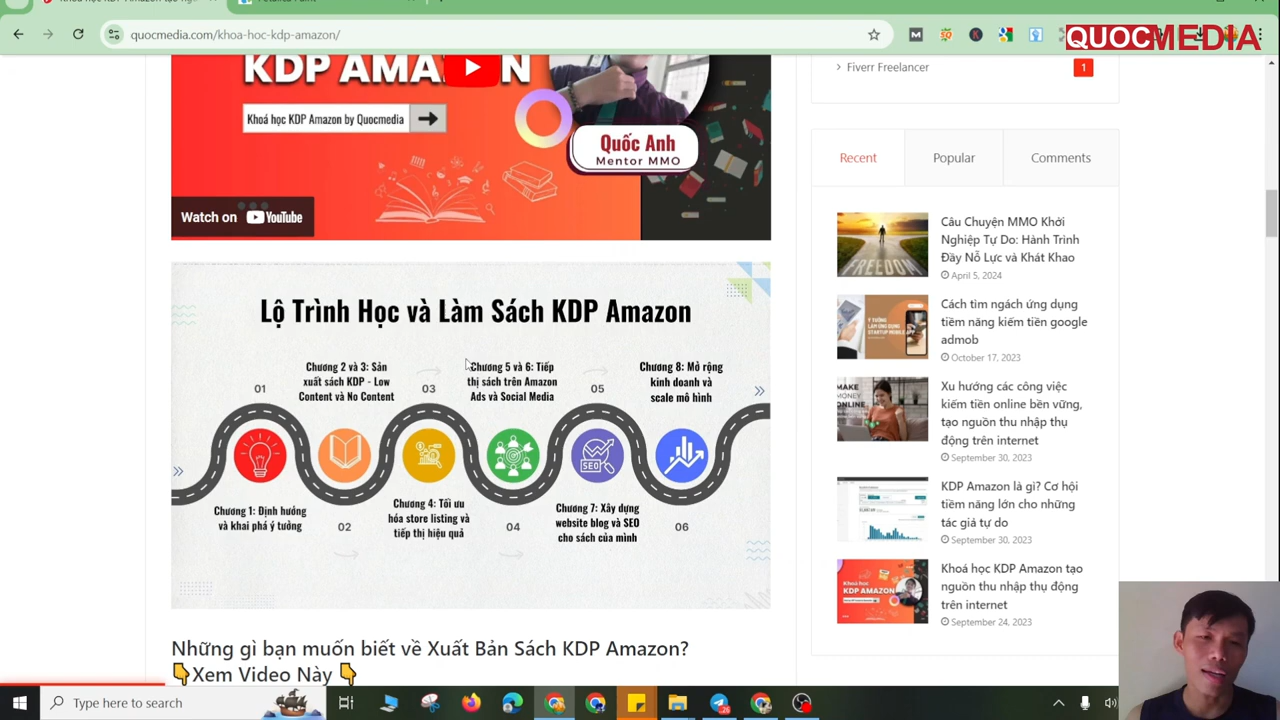 quocmedia.com/khoa-hoc-kdp-amazon/
QUOCMEDIA
KDP AMAZON
Khoá học KDP Amazon by Quocmedia
Quốc Anh
Mentor MMO
Watch on YouTube
Lộ Trình Học và Làm Sách KDP Amazon
01
Chương 2 và 3: Sản
xuất sách KDP - Low
Content và No Content
03
Chương 5 và 6: Tiếp
thị sách trên Amazon
Ads và Social Media
05
Chương 8: Mở rộng
kinh doanh và
scale mô hình
SEO
Chương 1: Định hướng
và khai phá ý tưởng
02
Chương 4: Tối ưu
hóa store listing và
tiếp thị hiệu quả
04
Chương 7: Xây dựng
website blog và SEO
cho sách của mình
06
Những gì bạn muốn biết về Xuất Bản Sách KDP Amazon?
Xem Video Này
Fiverr Freelancer
1
Recent
Popular
Comments
FREEDOM
Câu Chuyện MMO Khởi
Nghiệp Tự Do: Hành Trình
Đầy Nỗ Lực và Khát Khao
April 5, 2024
Cách tìm ngách ứng dụng
tiềm năng kiếm tiền google
admob
October 17, 2023
MAKE
MONEY
ONLINE
Xu hướng các công việc
kiếm tiền online bền vững,
tạo nguồn thu nhập thụ
động trên internet
September 30, 2023
KDP Amazon là gì? Cơ hội
tiềm năng lớn cho những
tác giả tự do
September 30, 2023
Khoá học
KDP AMAZON
Khoá học KDP Amazon tạo
nguồn thu nhập thụ động
trên internet
September 24, 2023
Type here to search